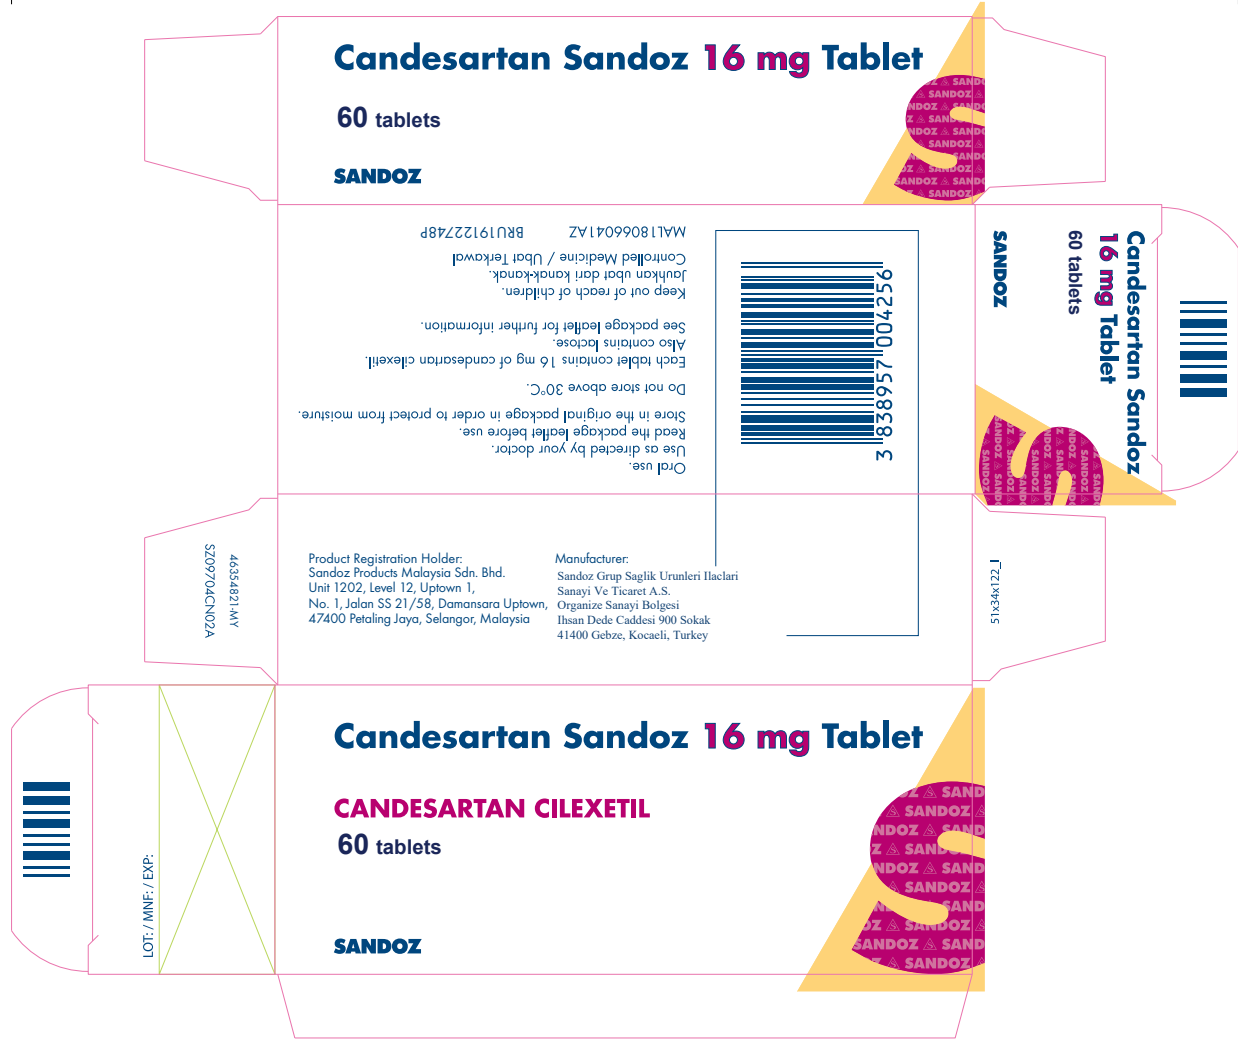 Candesartan Sandoz 16 mg Tablet
60 tablets
SANDOZ
Oral use.
Use as directed by your doctor.
Read the package leaflet before use.
Store in the original package in order to protect from moisture.
Do not store above 30°C.
Each tablet contains 16 mg of candesartan cilexetil.
Also contains lactose.
See package leaflet for further information.
Keep out of reach of children.
Jauhkan ubat dari kanak-kanak.
Controlled Medicine / Ubat Terkawal
MAL18066041AZ BRU19122748P
3 838957 004256
Candesartan Sandoz
16 mg Tablet
60 tablets
SANDOZ
46354821-MY
SZ09704CN02A
Product Registration Holder:
Sandoz Products Malaysia Sdn. Bhd.
Unit 1202, Level 12, Uptown 1,
No. 1, Jalan SS 21/58, Damansara Uptown,
47400 Petaling Jaya, Selangor, Malaysia
Manufacturer:
Sandoz Grup Saglik Urunleri Ilaclari
Sanayi Ve Ticaret A.S.
Organize Sanayi Bolgesi
Ihsan Dede Caddesi 900 Sokak
41400 Gebze, Kocaeli, Turkey
51x34x122_I
LOT: / MNF: / EXP:
Candesartan Sandoz 16 mg Tablet
CANDESARTAN CILEXETIL
60 tablets
SANDOZ